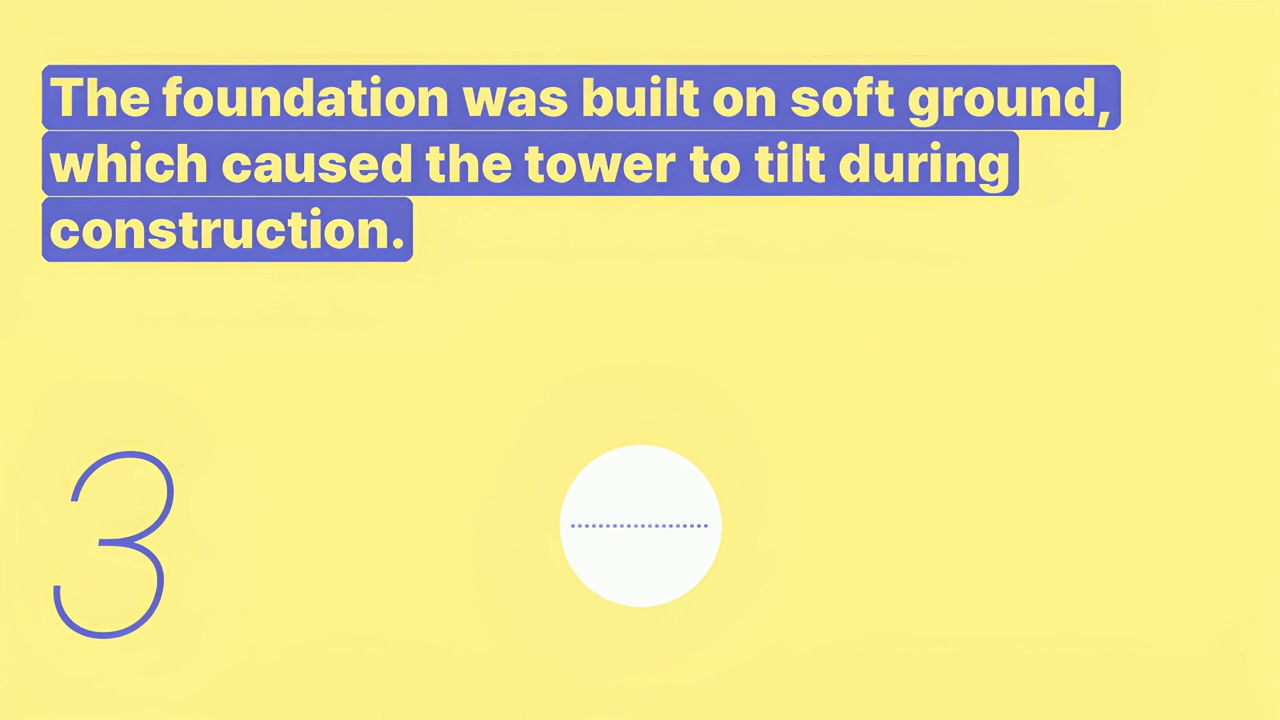 The foundation was built on soft ground,
which caused the tower to tilt during
construction.
3